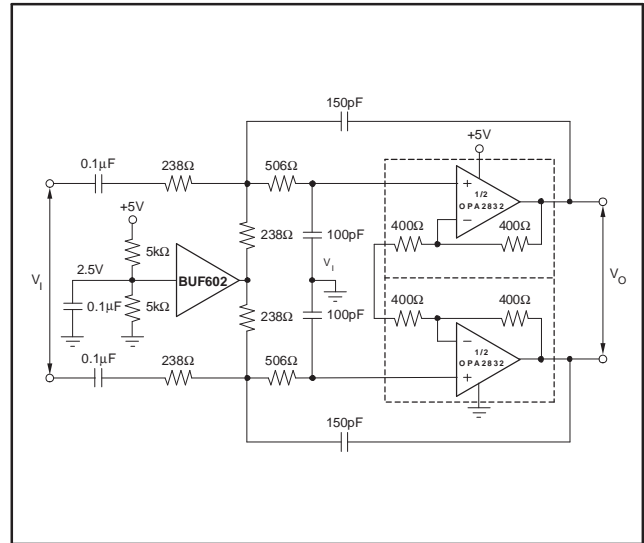 150pF
+5V
0.1μF
238Ω
506Ω
+
1/2
OPA2832
−
+5V
5kΩ
238Ω
100pF
400Ω
400Ω
V_I
2.5V
BUF602
V_I
V_O
0.1μF
5kΩ
238Ω
100pF
400Ω
400Ω
0.1μF
238Ω
506Ω
−
1/2
OPA2832
+
150pF